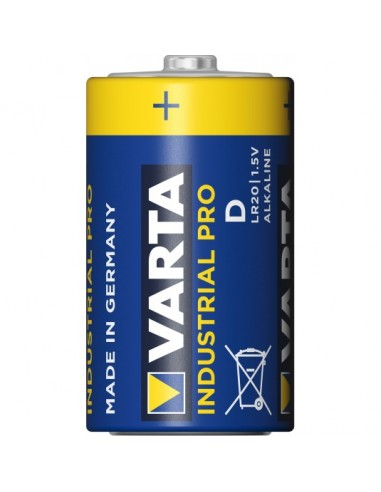 +
INDUSTRIAL PRO
MADE IN GERMANY
VARTA
INDUSTRIAL PRO
D
LR20 | 1.5V
ALKALINE